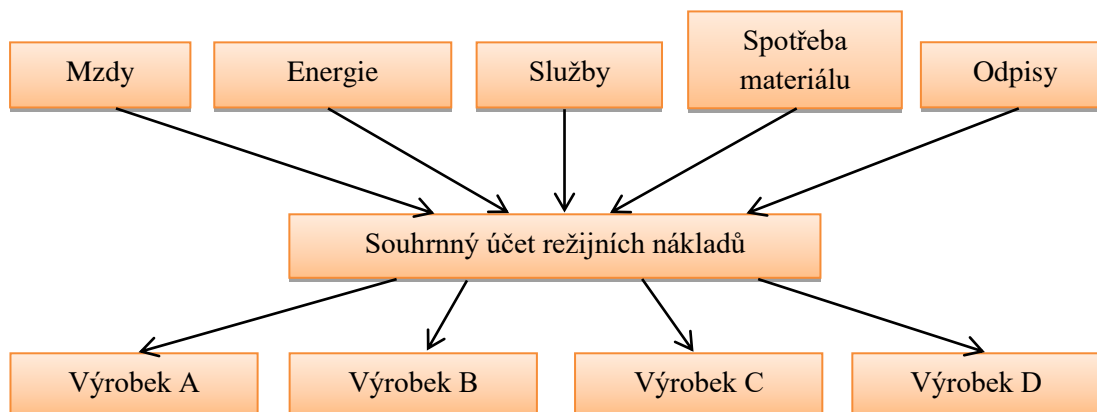 Mzdy
Energie
Služby
Spotřeba
materiálu
Odpisy
Souhrnný účet režijních nákladů
Výrobek A
Výrobek B
Výrobek C
Výrobek D